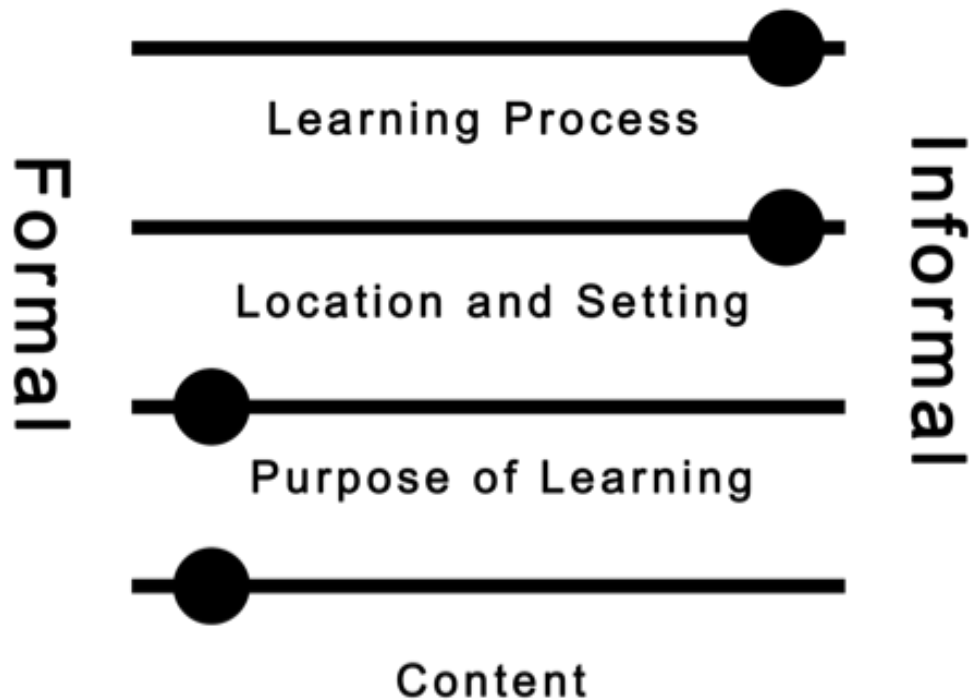 Formal
Learning Process
Location and Setting
Purpose of Learning
Content
Informal